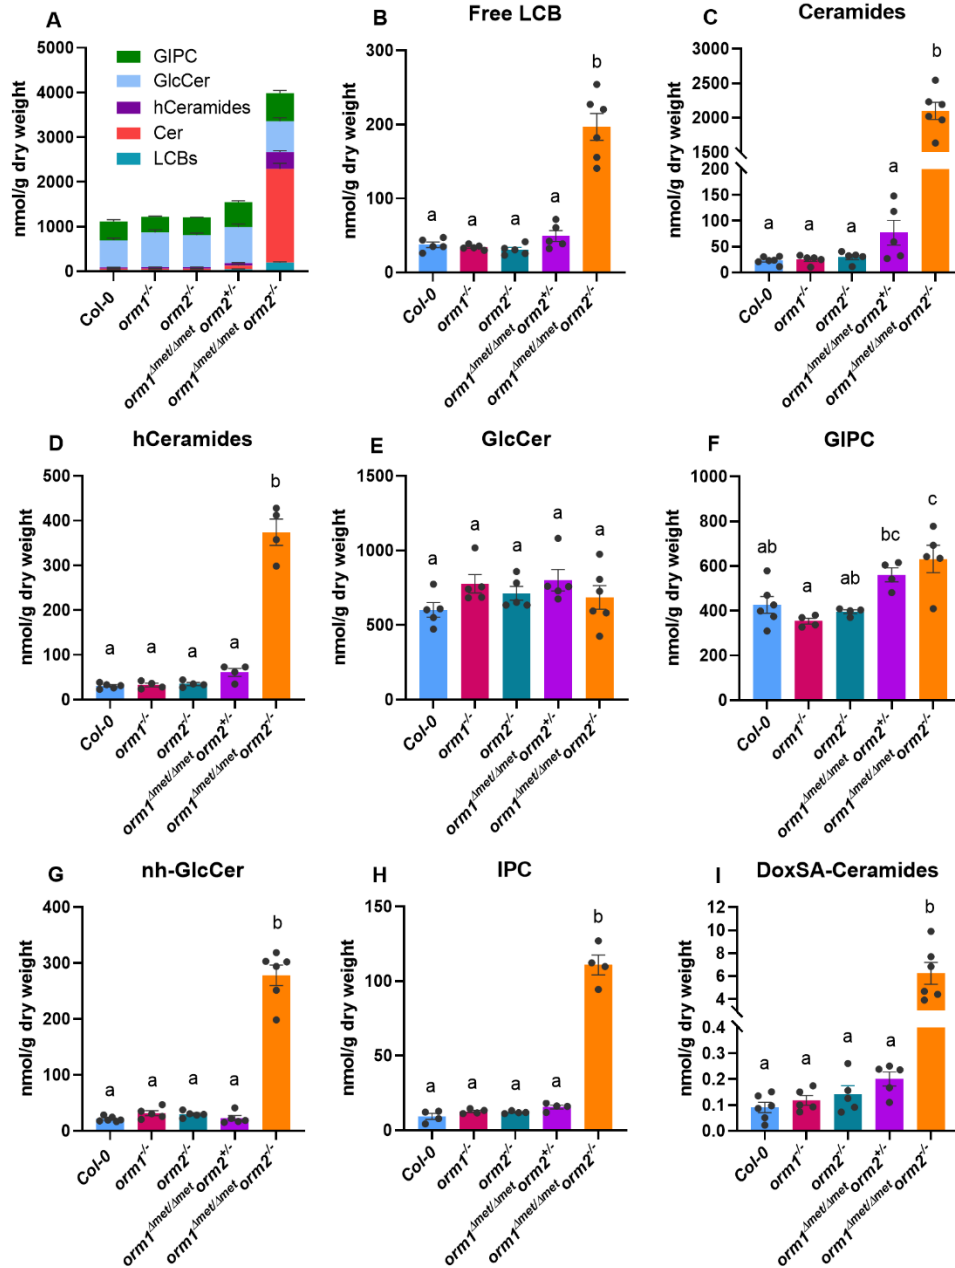 A
nmol/g dry weight
5000
4000
3000
2000
1000
0
GIPC
GlcCer
hCeramides
Cer
LCBs
Col-0
orm1-/-
orm2-/-
orm1Δmet/Δmet orm2+/-
orm1Δmet/Δmet orm2-/-
B
Free LCB
nmol/g dry weight
300
200
100
0
a
a
a
a
b
Col-0
orm1-/-
orm2-/-
orm1Δmet/Δmet orm2+/-
orm1Δmet/Δmet orm2-/-
C
Ceramides
nmol/g dry weight
3000
2500
2000
1500
200
150
100
50
0
a
a
a
a
b
Col-0
orm1-/-
orm2-/-
orm1Δmet/Δmet orm2+/-
orm1Δmet/Δmet orm2-/-
D
hCeramides
nmol/g dry weight
500
400
300
200
100
0
a
a
a
a
b
Col-0
orm1-/-
orm2-/-
orm1Δmet/Δmet orm2+/-
orm1Δmet/Δmet orm2-/-
E
GlcCer
nmol/g dry weight
1500
1000
500
0
a
a
a
a
a
Col-0
orm1-/-
orm2-/-
orm1Δmet/Δmet orm2+/-
orm1Δmet/Δmet orm2-/-
F
GIPC
nmol/g dry weight
1000
800
600
400
200
0
ab
a
ab
bc
c
Col-0
orm1-/-
orm2-/-
orm1Δmet/Δmet orm2+/-
orm1Δmet/Δmet orm2-/-
G
nh-GlcCer
nmol/g dry weight
400
300
200
100
0
a
a
a
a
b
Col-0
orm1-/-
orm2-/-
orm1Δmet/Δmet orm2+/-
orm1Δmet/Δmet orm2-/-
H
IPC
nmol/g dry weight
150
100
50
0
a
a
a
a
b
Col-0
orm1-/-
orm2-/-
orm1Δmet/Δmet orm2+/-
orm1Δmet/Δmet orm2-/-
I
DoxSA-Ceramides
nmol/g dry weight
12
10
8
6
4
0.4
0.3
0.2
0.1
0.0
a
a
a
a
b
Col-0
orm1-/-
orm2-/-
orm1Δmet/Δmet orm2+/-
orm1Δmet/Δmet orm2-/-